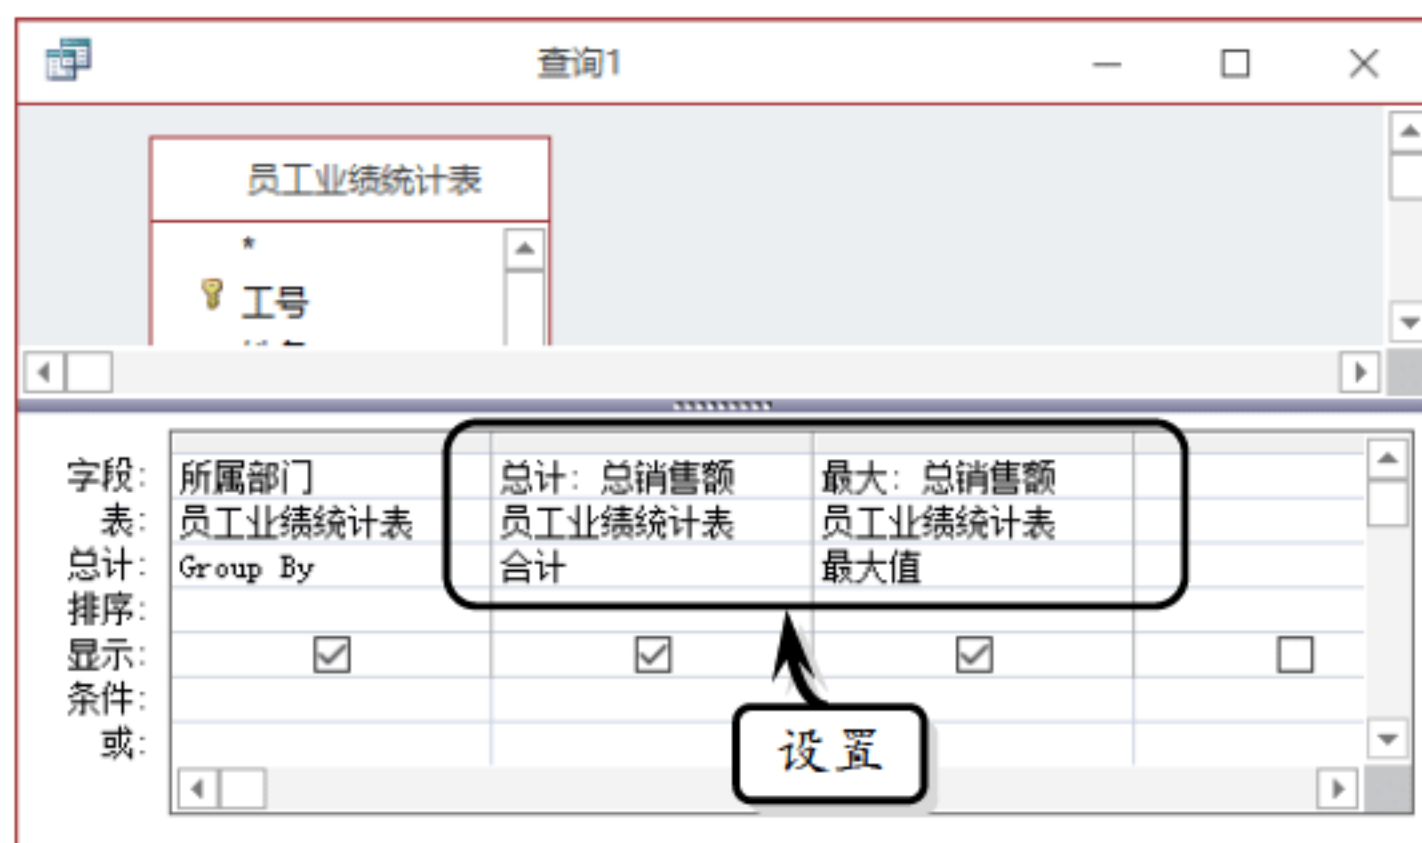 查询1
员工业绩统计表
*
工号
字段: 所属部门 总计: 总销售额 最大: 总销售额
表: 员工业绩统计表 员工业绩统计表 员工业绩统计表
总计: Group By 合计 最大值
排序:
显示:
条件:
或:
设置